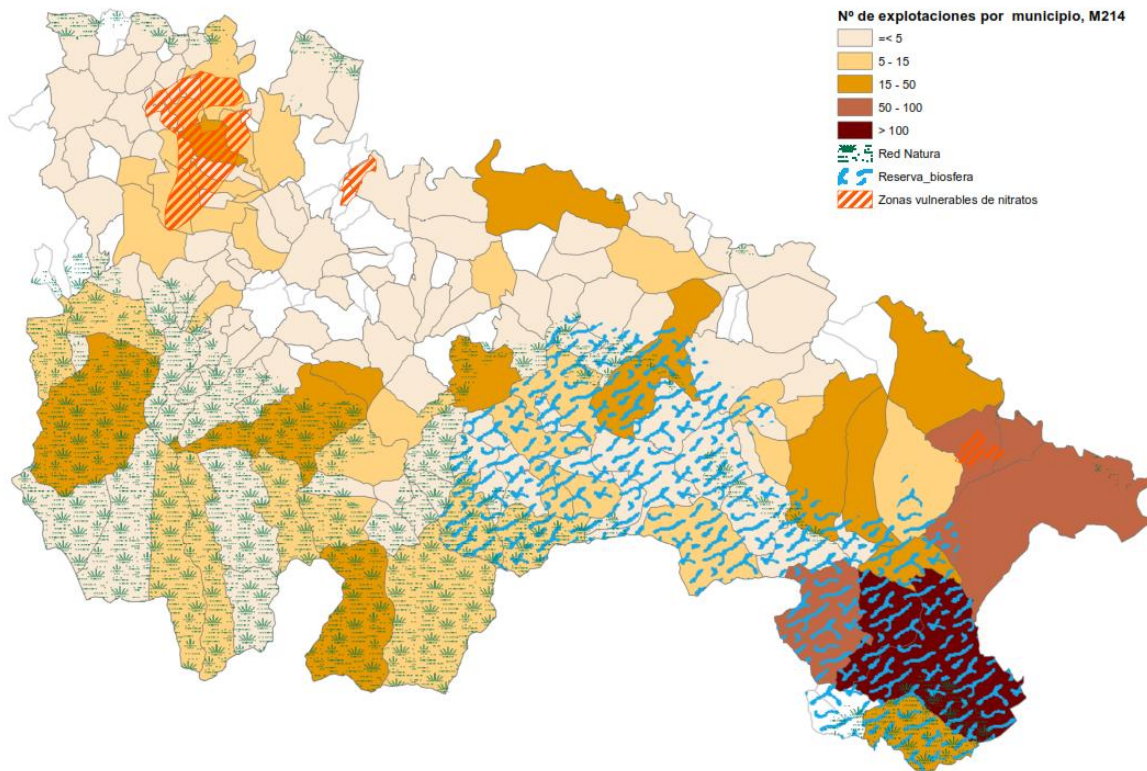 Nº de explotaciones por municipio, M214
=< 5
5 - 15
15 - 50
50 - 100
> 100
Red Natura
Reserva_biosfera
Zonas vulnerables de nitratos